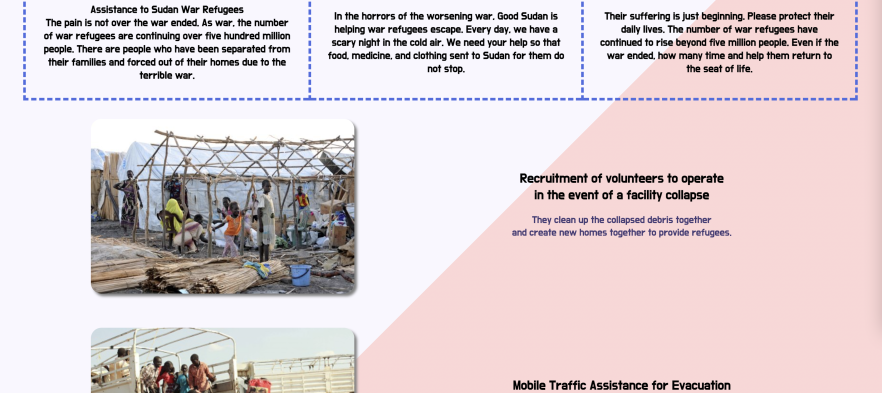 Assistance to Sudan War Refugees
The pain is not over the war ended. As war, the number
of war refugees are continuing over five hundred million
people. There are people who have been separated from
their families and forced out of their homes due to the
terrible war.
In the horrors of the worsening war, Good Sudan is
helping war refugees escape. Every day, we have a
scary night in the cold air. We need your help so that
food, medicine, and clothing sent to Sudan for them do
not stop.
Their suffering is just beginning. Please protect their
daily lives. The number of war refugees have
continued to rise beyond five million people. Even if the
war ended, how many time and help them return to
the seat of life.
Recruitment of volunteers to operate
in the event of a facility collapse
They clean up the collapsed debris together
and create new homes together to provide refugees.
Mobile Traffic Assistance for Evacuation